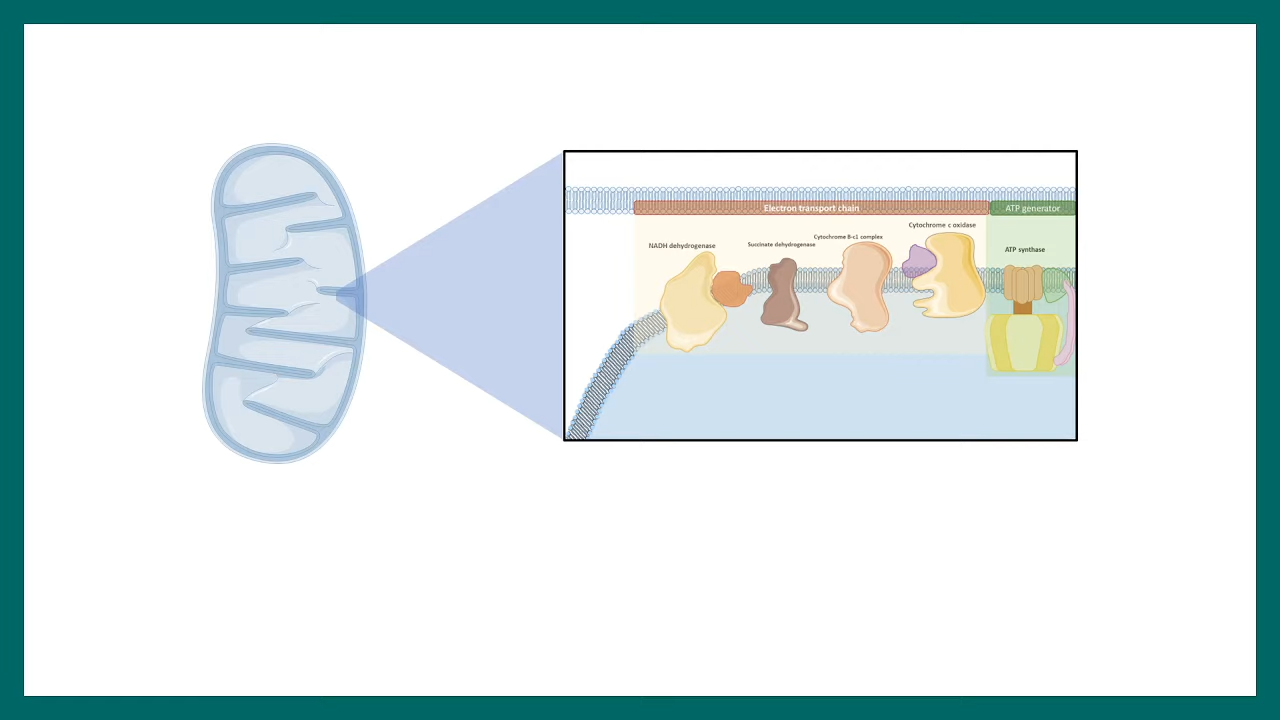 Electron transport chain
ATP generator
NADH dehydrogenase
Succinate dehydrogenase
Cytochrome B-c1 complex
Cytochrome c oxidase
ATP synthase